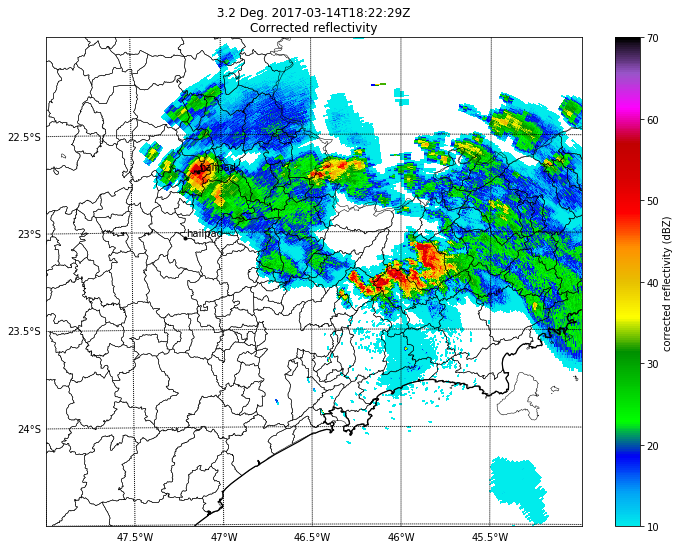 3.2 Deg. 2017-03-14T18:22:29Z
Corrected reflectivity
70
60
50
40
30
20
10
corrected reflectivity (dBZ)
22.5°S
23°S
23.5°S
24°S
hailpad
hailpad
47.5°W
47°W
46.5°W
46°W
45.5°W